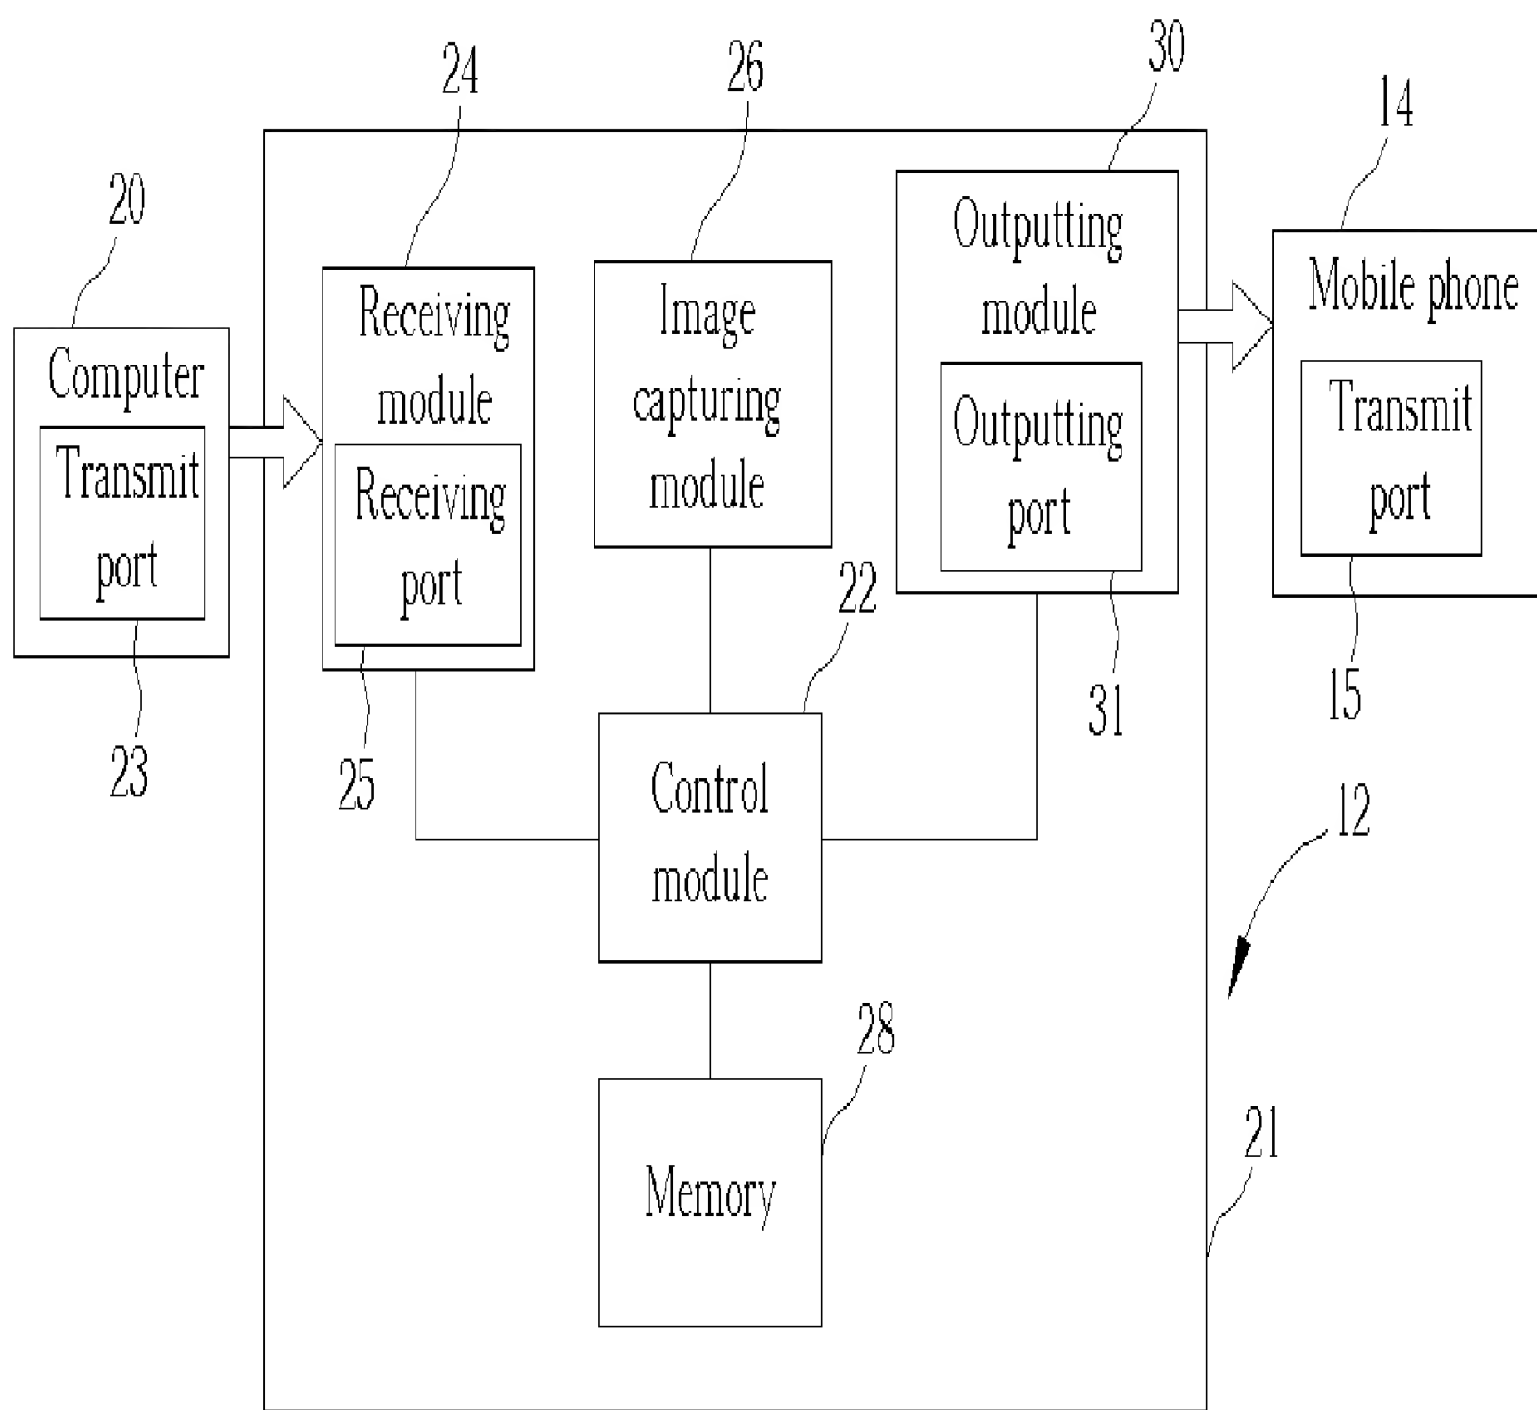 30
24
26
14
20
Outputting
module
Mobile phone
Receiving
module
Image
capturing
module
Computer
Outputting
port
Transmit
port
Transmit
port
Receiving
port
22
31
15
23
25
Control
module
12
28
21
Memory